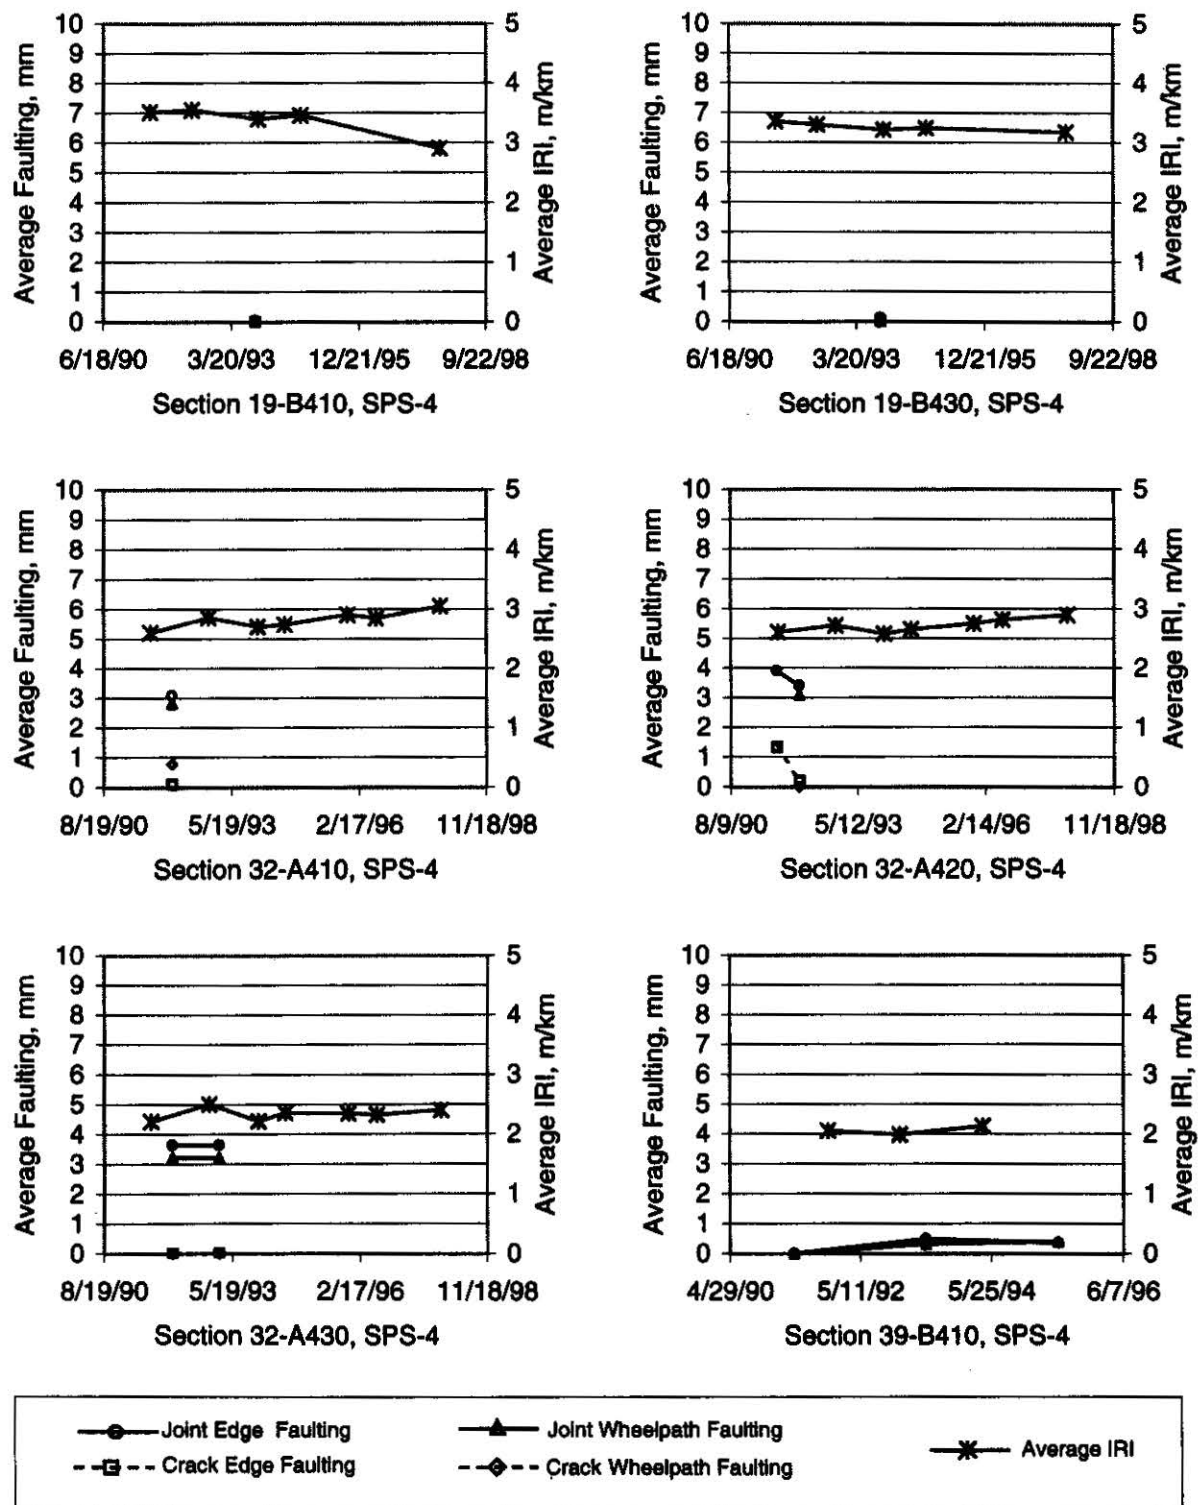 10 5 10 5
9 9
8 4 8 4
7 7
6 3 6 3
5 5
4 2 4 2
3 3
2 1 2 1
1 1
0 0 0 0
Average Faulting, mm Average IRI, m/km Average Faulting, mm Average IRI, m/km
6/18/90 3/20/93 12/21/95 9/22/98 6/18/90 3/20/93 12/21/95 9/22/98
Section 19-B410, SPS-4 Section 19-B430, SPS-4
10 5 10 5
9 9
8 4 8 4
7 7
6 3 6 3
5 5
4 2 4 2
3 3
2 1 2 1
1 1
0 0 0 0
Average Faulting, mm Average IRI, m/km Average Faulting, mm Average IRI, m/km
8/19/90 5/19/93 2/17/96 11/18/98 8/9/90 5/12/93 2/14/96 11/18/98
Section 32-A410, SPS-4 Section 32-A420, SPS-4
10 5 10 5
9 9
8 4 8 4
7 7
6 3 6 3
5 5
4 2 4 2
3 3
2 1 2 1
1 1
0 0 0 0
Average Faulting, mm Average IRI, m/km Average Faulting, mm Average IRI, m/km
8/19/90 5/19/93 2/17/96 11/18/98 4/29/90 5/11/92 5/25/94 6/7/96
Section 32-A430, SPS-4 Section 39-B410, SPS-4
Joint Edge Faulting Joint Wheelpath Faulting Average IRI
Crack Edge Faulting Crack Wheelpath Faulting